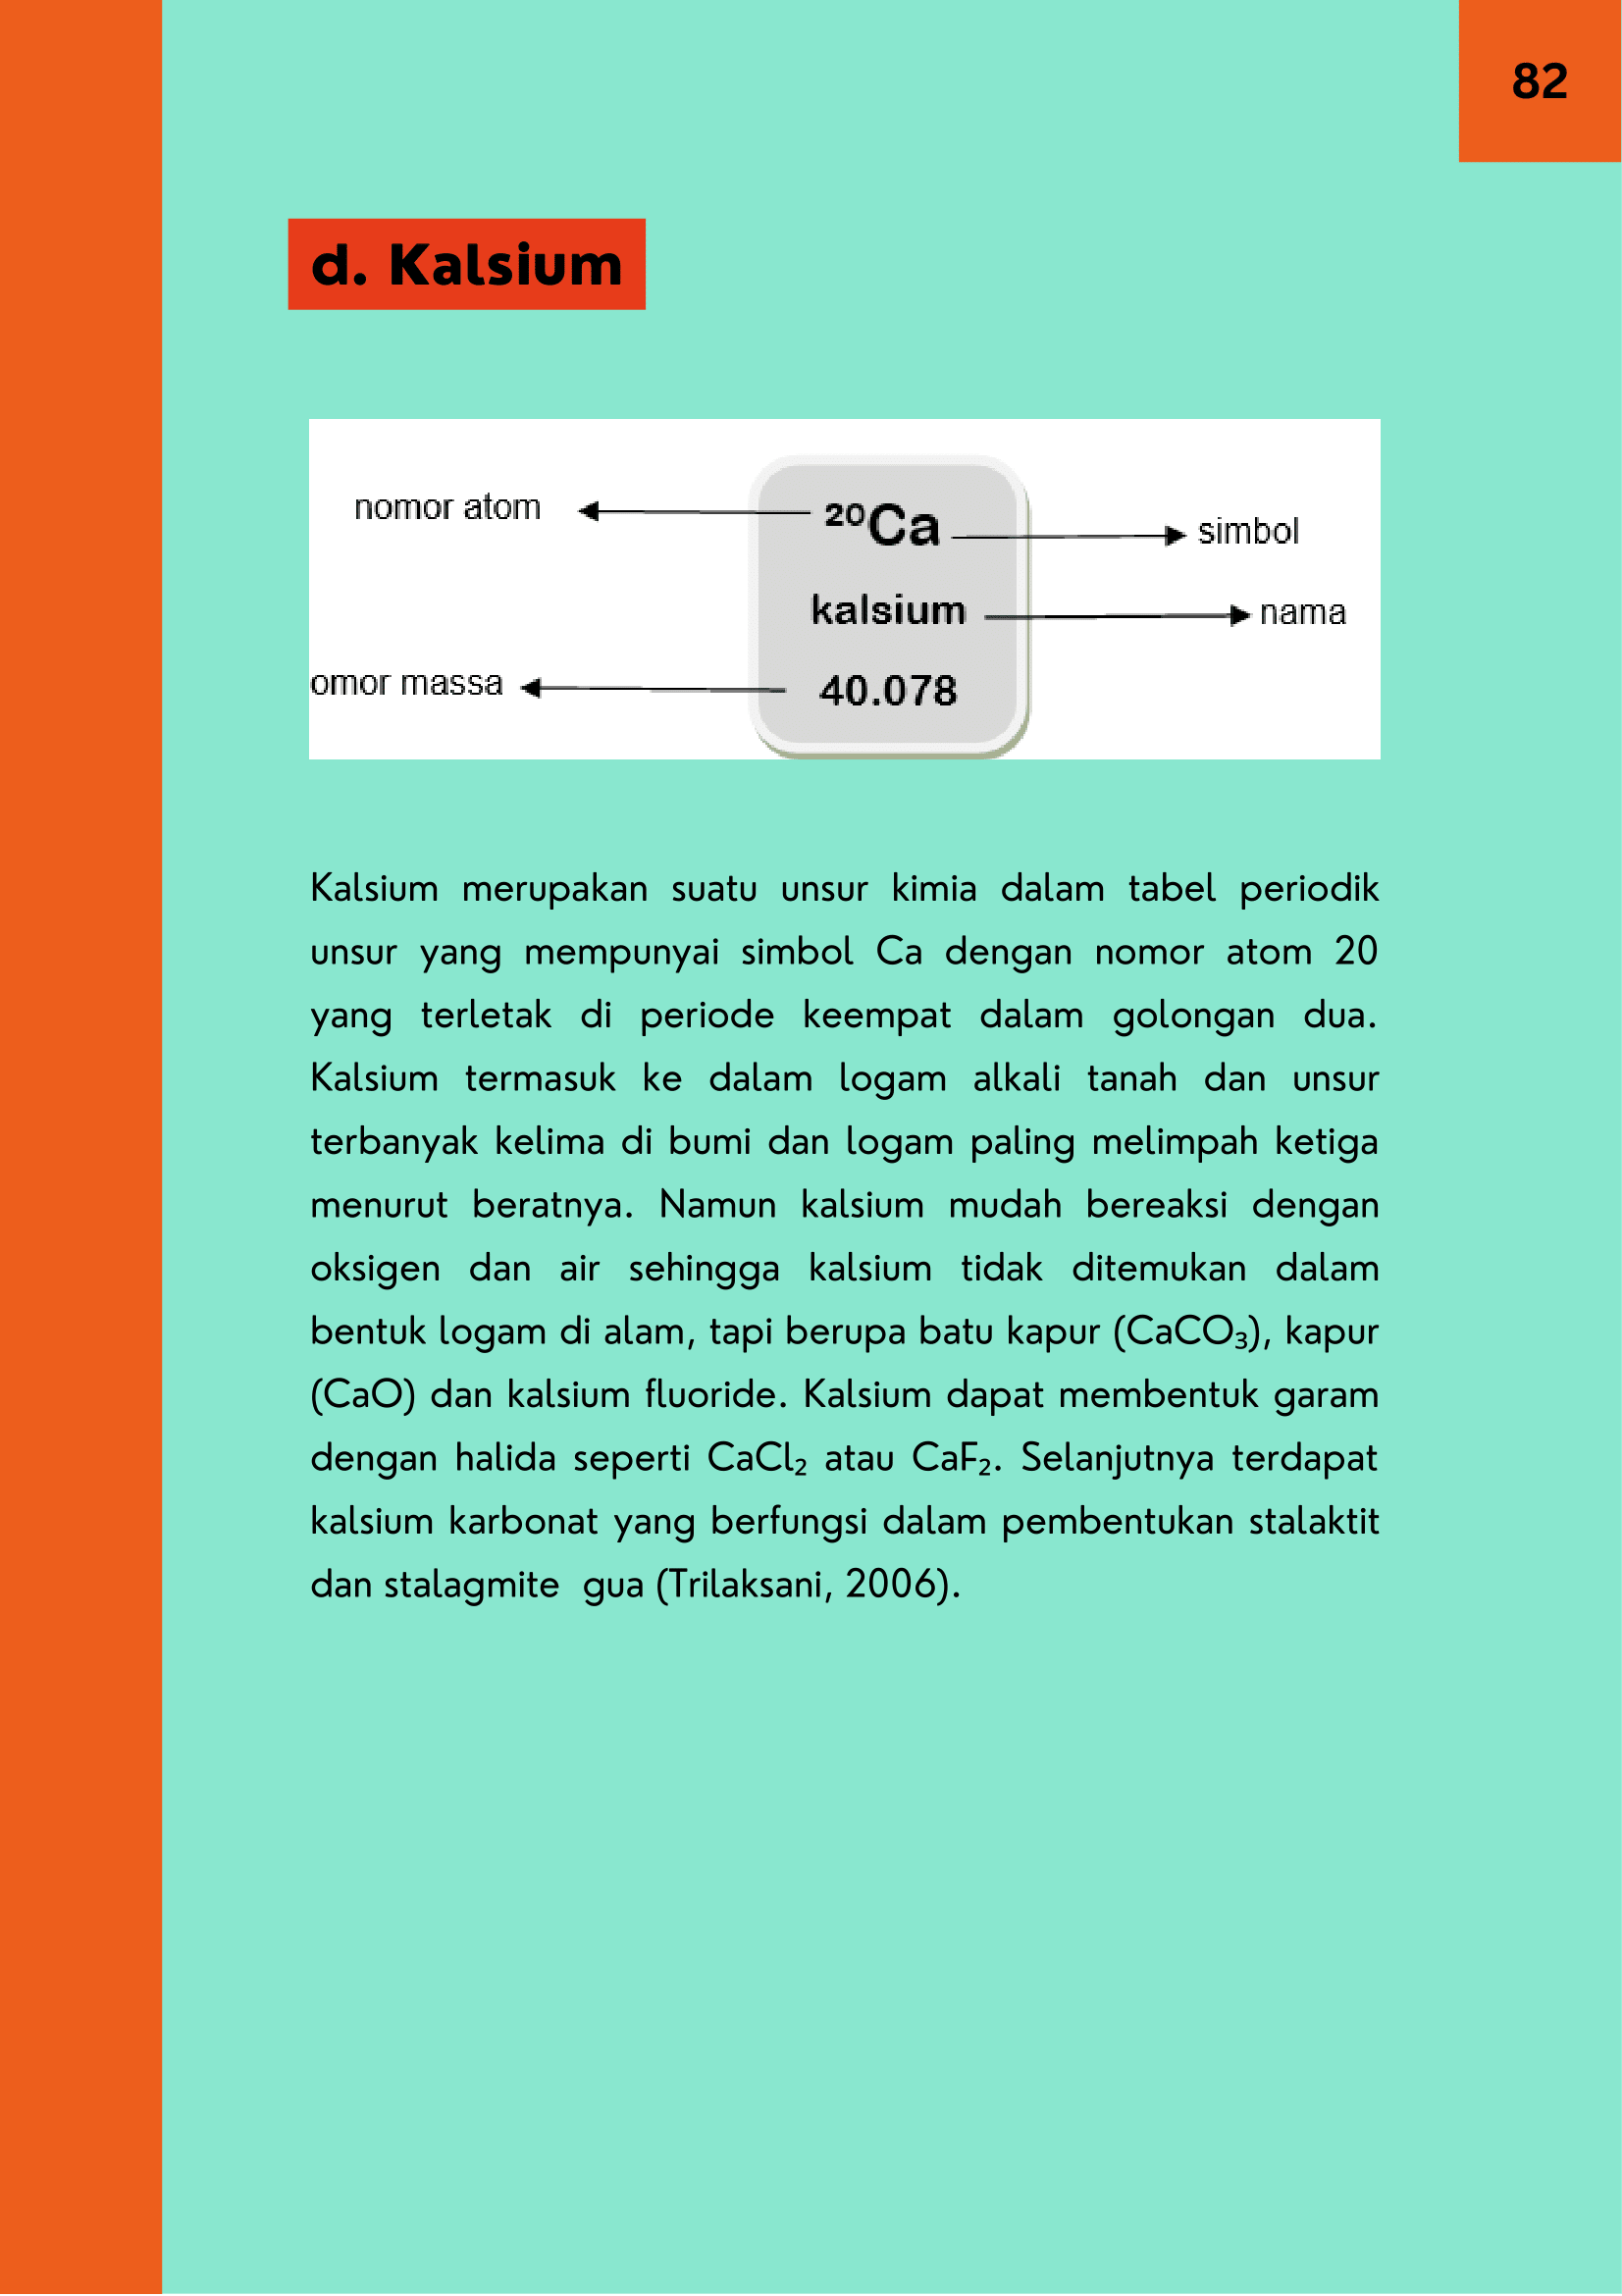 82
d. Kalsium
nomor atom
²⁰Ca
simbol
kalsium
nama
omor massa
40.078
Kalsium merupakan suatu unsur kimia dalam tabel periodik
unsur yang mempunyai simbol Ca dengan nomor atom 20
yang terletak di periode keempat dalam golongan dua.
Kalsium termasuk ke dalam logam alkali tanah dan unsur
terbanyak kelima di bumi dan logam paling melimpah ketiga
menurut beratnya. Namun kalsium mudah bereaksi dengan
oksigen dan air sehingga kalsium tidak ditemukan dalam
bentuk logam di alam, tapi berupa batu kapur (CaCO₃), kapur
(CaO) dan kalsium fluoride. Kalsium dapat membentuk garam
dengan halida seperti CaCl₂ atau CaF₂. Selanjutnya terdapat
kalsium karbonat yang berfungsi dalam pembentukan stalaktit
dan stalagmite gua (Trilaksani, 2006).